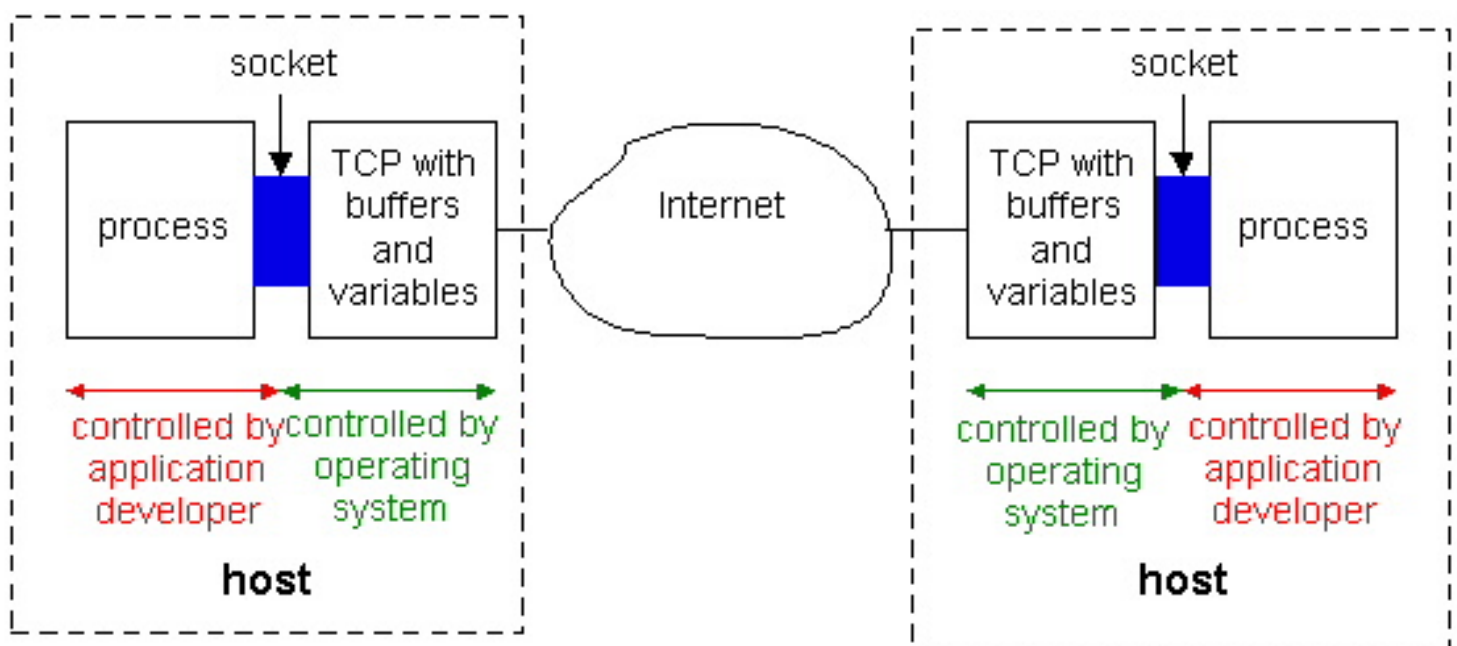 socket
process
TCP with
buffers
and
variables
controlled by
application
developer
controlled by
operating
system
host
Internet
socket
TCP with
buffers
and
variables
process
controlled by
operating
system
controlled by
application
developer
host